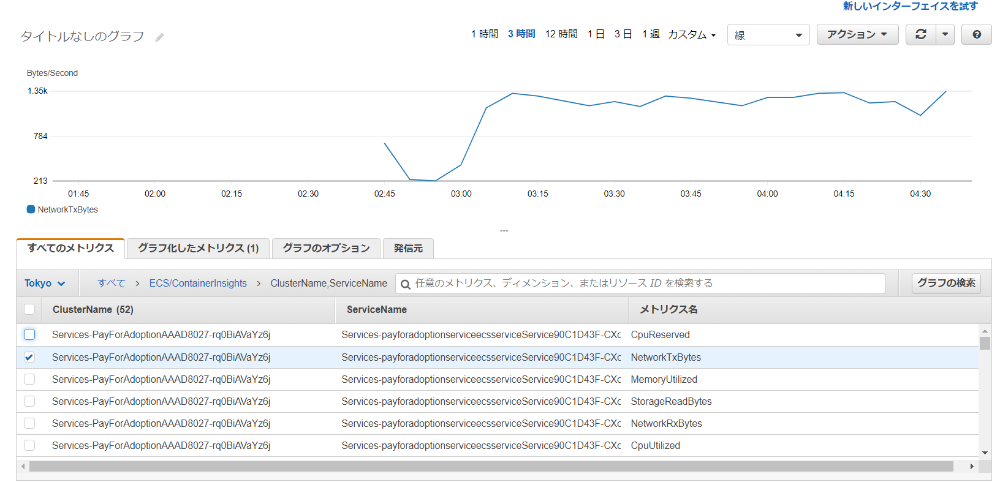 新しいインターフェイスを試す
タイトルなしのグラフ
1 時間 3 時間 12 時間 1 日 3 日 1 週 カスタム 線 アクション
Bytes/Second
1.35k
784
213
01:45 02:00 02:15 02:30 02:45 03:00 03:15 03:30 03:45 04:00 04:15 04:30
NetworkTxBytes
すべてのメトリクス グラフ化したメトリクス (1) グラフのオプション 発信元
Tokyo すべて > ECS/ContainerInsights > ClusterName,ServiceName 任意のメトリクス、ディメンション、またはリソース ID を検索する グラフの検索
ClusterName (52) ServiceName メトリクス名
Services-PayForAdoptionAAAD8027-rq0BiAVaYz6j Services-payforadoptionserviceecsserviceService90C1D43F-CXc CpuReserved
Services-PayForAdoptionAAAD8027-rq0BiAVaYz6j Services-payforadoptionserviceecsserviceService90C1D43F-CXc NetworkTxBytes
Services-PayForAdoptionAAAD8027-rq0BiAVaYz6j Services-payforadoptionserviceecsserviceService90C1D43F-CXc MemoryUtilized
Services-PayForAdoptionAAAD8027-rq0BiAVaYz6j Services-payforadoptionserviceecsserviceService90C1D43F-CXc StorageReadBytes
Services-PayForAdoptionAAAD8027-rq0BiAVaYz6j Services-payforadoptionserviceecsserviceService90C1D43F-CXc NetworkRxBytes
Services-PayForAdoptionAAAD8027-rq0BiAVaYz6j Services-payforadoptionserviceecsserviceService90C1D43F-CXc CpuUtilized